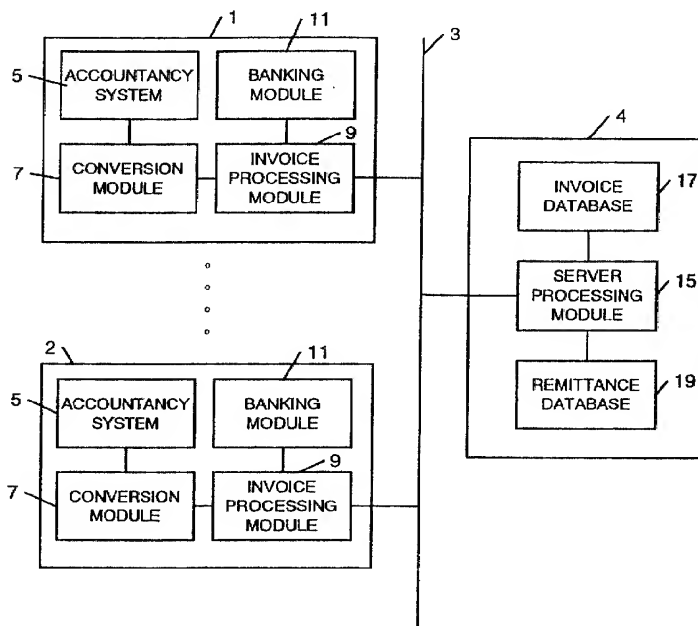 1
11
3
5
ACCOUNTANCY
SYSTEM
BANKING
MODULE
9
4
7
CONVERSION
MODULE
INVOICE
PROCESSING
MODULE
INVOICE
DATABASE
17
SERVER
PROCESSING
MODULE
15
REMITTANCE
DATABASE
19
2
11
5
ACCOUNTANCY
SYSTEM
BANKING
MODULE
9
7
CONVERSION
MODULE
INVOICE
PROCESSING
MODULE